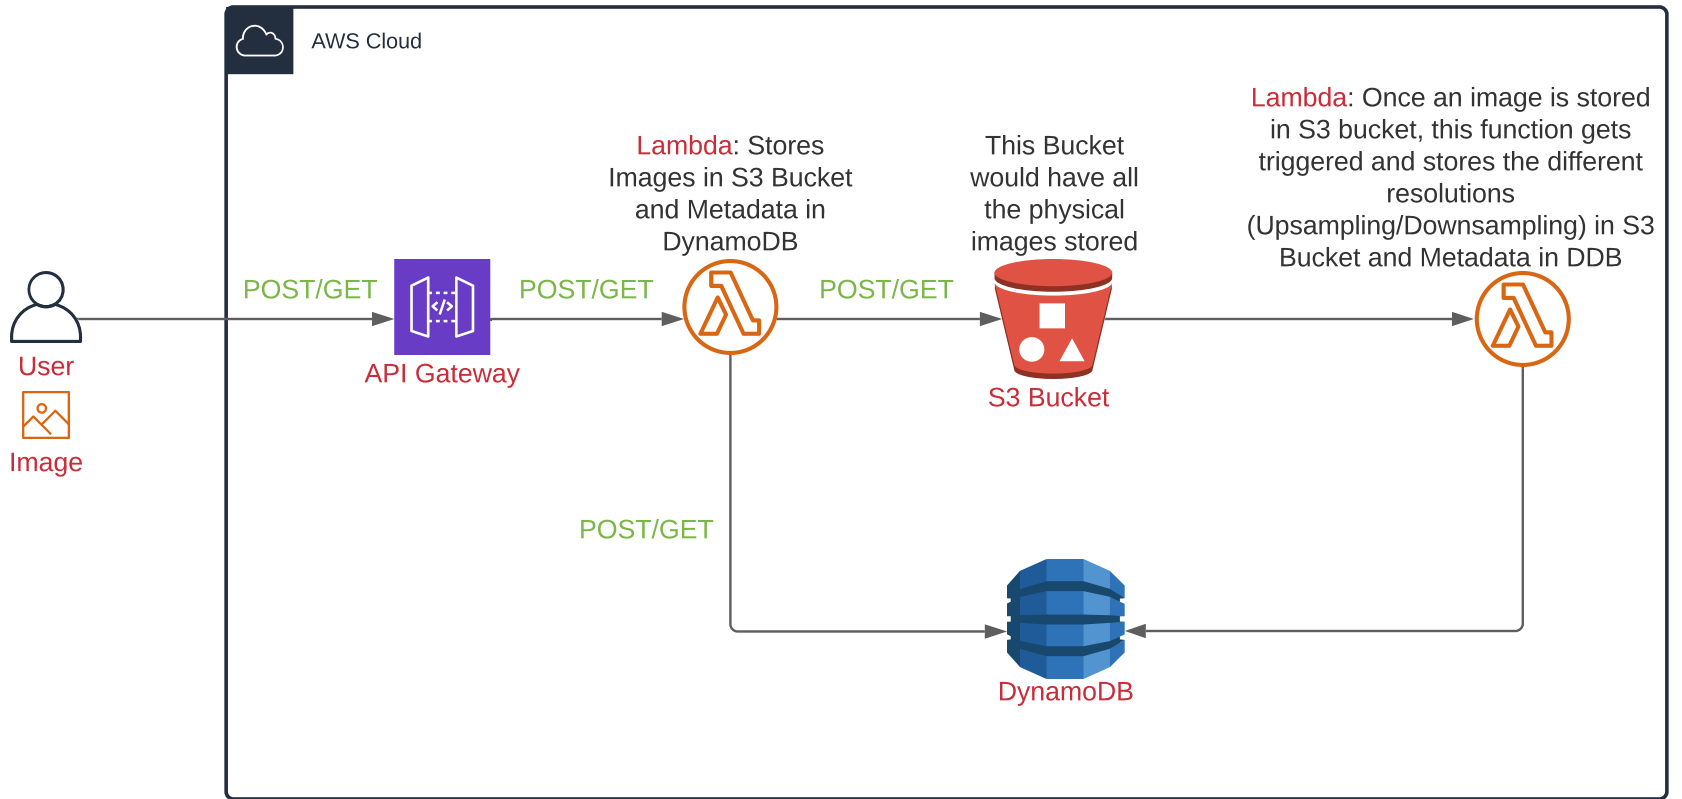 AWS Cloud
Lambda: Once an image is stored
in S3 bucket, this function gets
triggered and stores the different
resolutions
(Upsampling/Downsampling) in S3
Bucket and Metadata in DDB
Lambda: Stores
Images in S3 Bucket
and Metadata in
DynamoDB
This Bucket
would have all
the physical
images stored
POST/GET
POST/GET
POST/GET
User
API Gateway
S3 Bucket
Image
POST/GET
DynamoDB